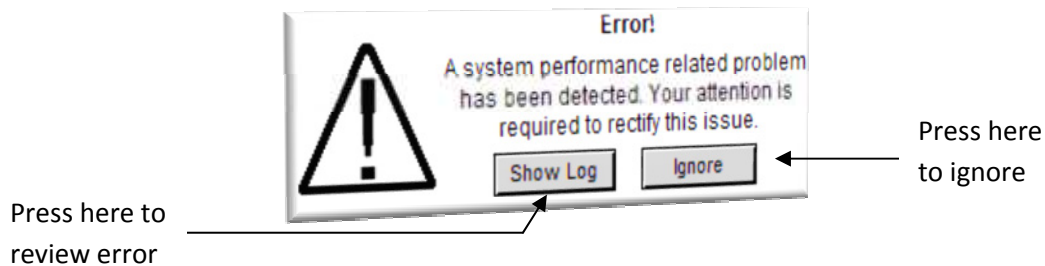 Error!
A system performance related problem
has been detected. Your attention is
required to rectify this issue.
Show Log
Ignore
Press here
to ignore
Press here to
review error